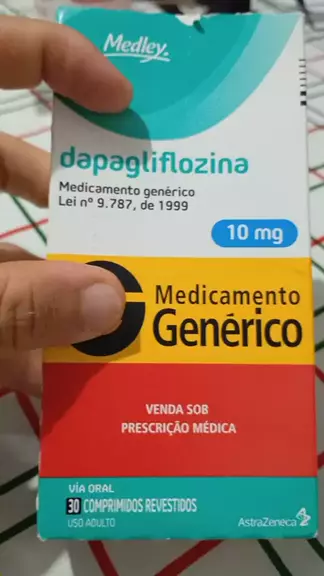 Medley.
dapagliflozina
Medicamento genérico
Lei nº 9.787, de 1999
10 mg
Medicamento
Genérico
VENDA SOB
PRESCRIÇÃO MÉDICA
VIA ORAL
30 COMPRIMIDOS REVESTIDOS
USO ADULTO
AstraZeneca